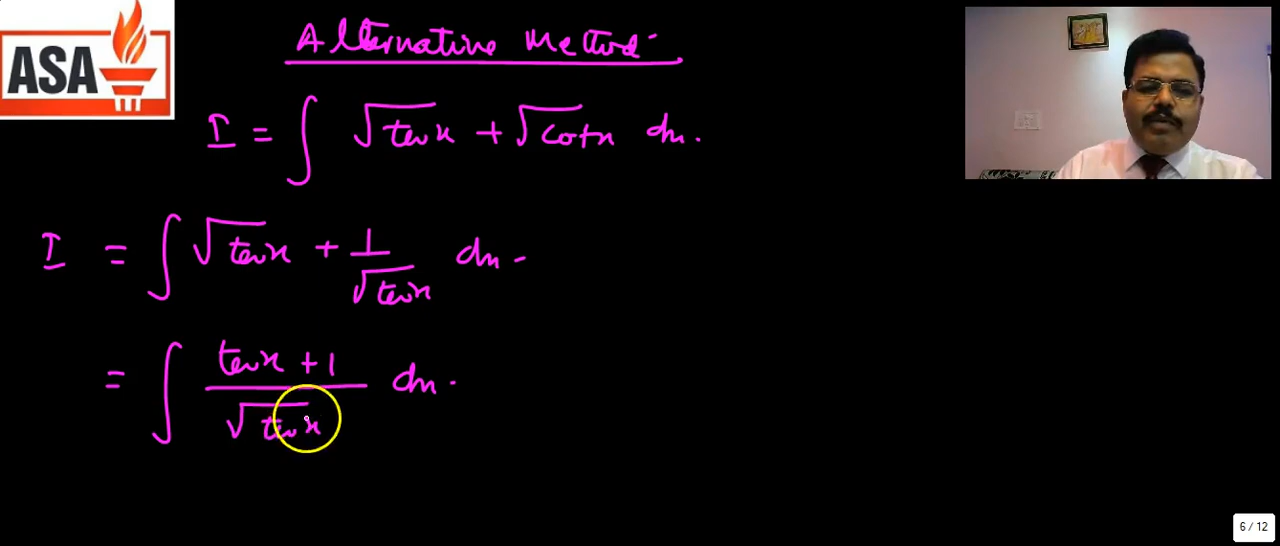 ASA
Alternative Method
I = ∫ √tanx + √cotx dx.
I = ∫ √tanx + 1/√tanx dx.
= ∫ (tanx + 1)/√tanx dx.
6 / 12